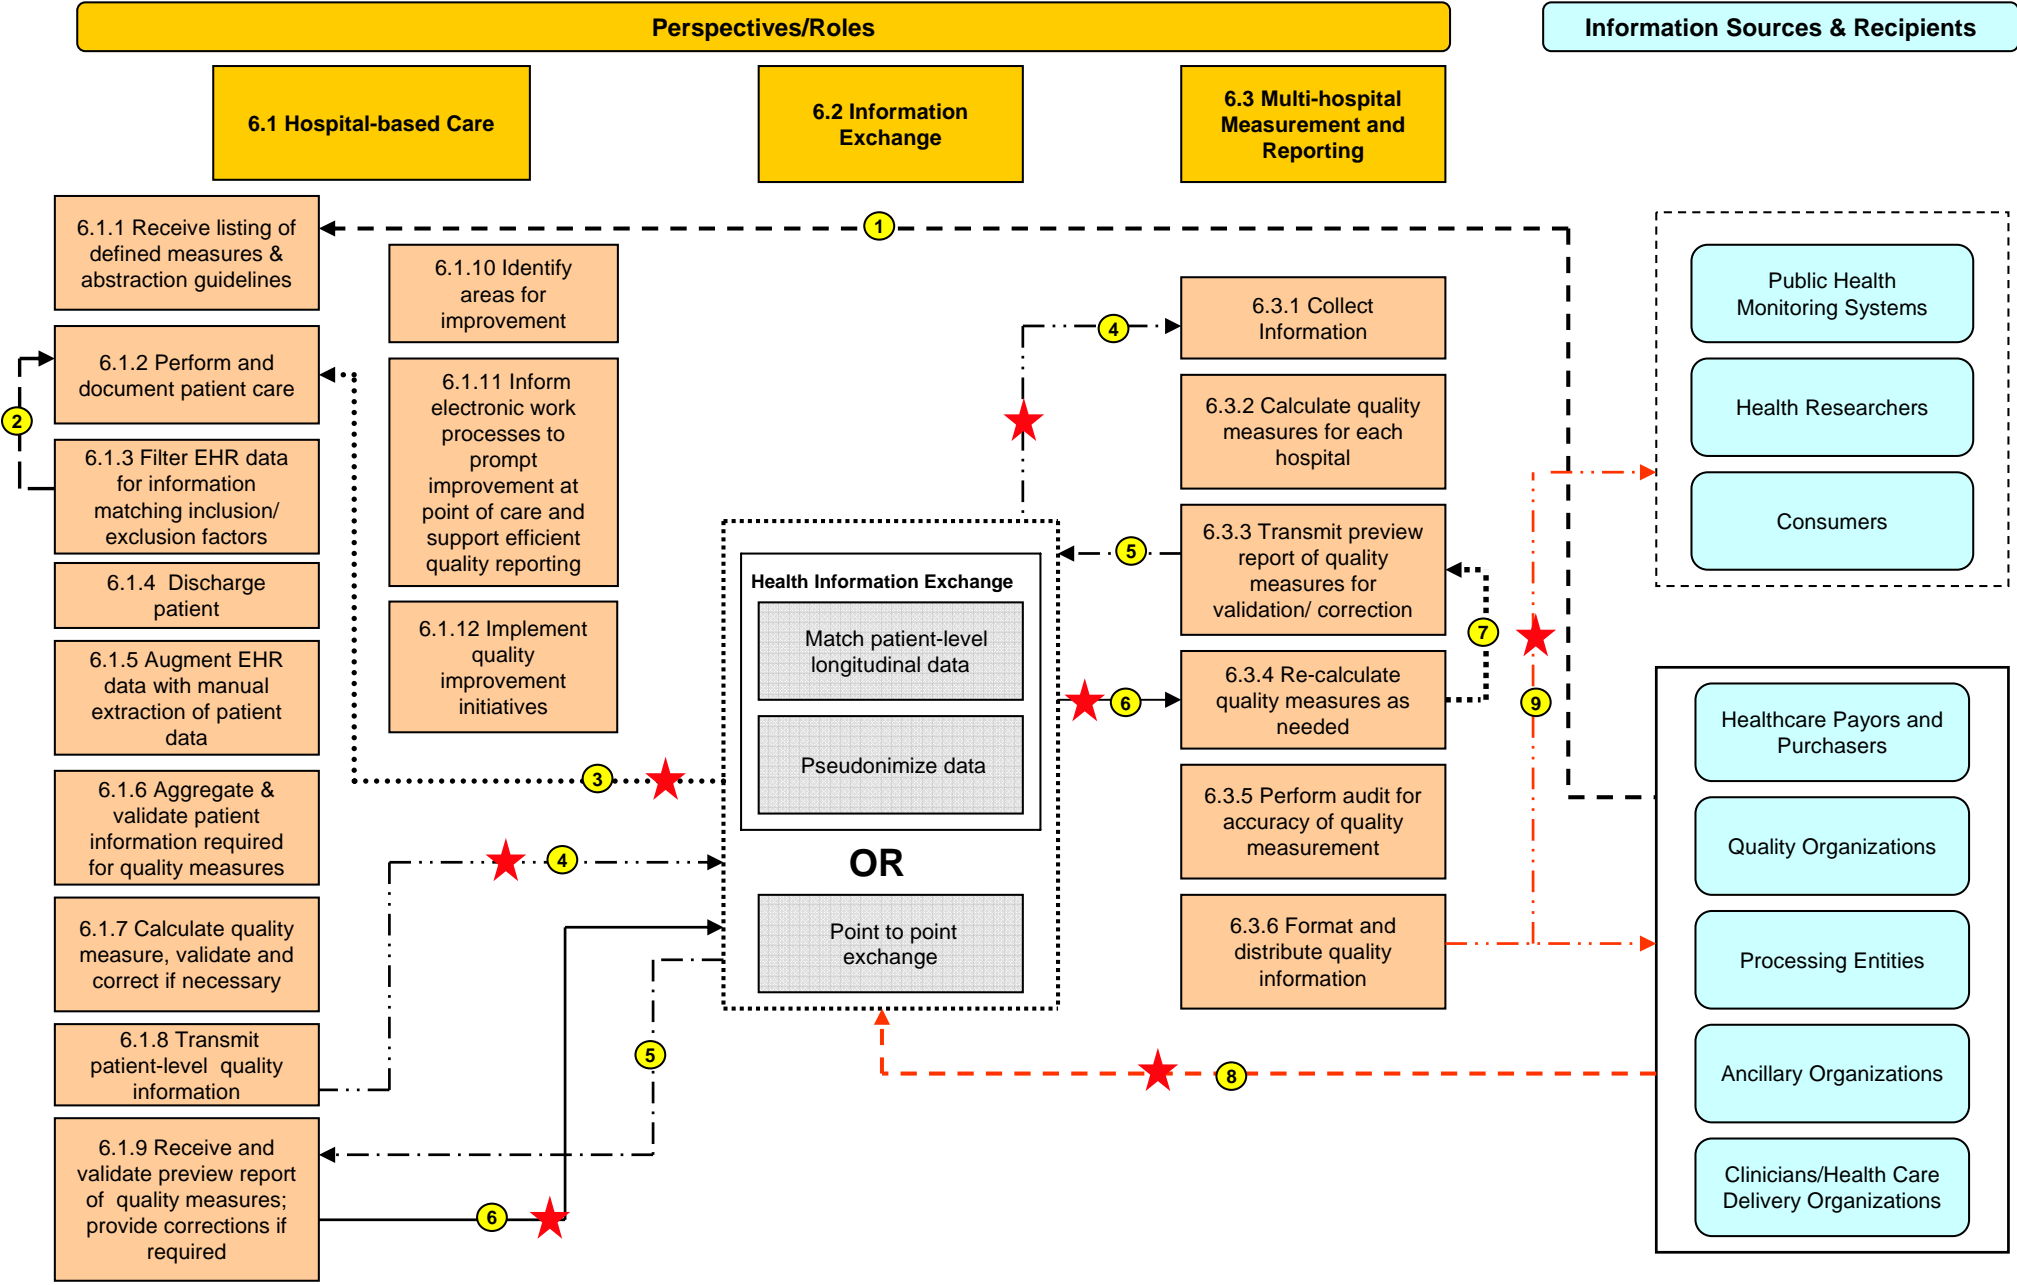 Perspectives/Roles
Information Sources & Recipients
6.1 Hospital-based Care
6.2 Information
Exchange
6.3 Multi-hospital
Measurement and
Reporting
6.1.1 Receive listing of
defined measures &
abstraction guidelines
6.1.2 Perform and
document patient care
6.1.3 Filter EHR data
for information
matching inclusion/
exclusion factors
6.1.4 Discharge
patient
6.1.5 Augment EHR
data with manual
extraction of patient
data
6.1.6 Aggregate &
validate patient
information required
for quality measures
6.1.7 Calculate quality
measure, validate and
correct if necessary
6.1.8 Transmit
patient-level quality
information
6.1.9 Receive and
validate preview report
of quality measures;
provide corrections if
required
6.1.10 Identify
areas for
improvement
6.1.11 Inform
electronic work
processes to
prompt
improvement at
point of care and
support efficient
quality reporting
6.1.12 Implement
quality
improvement
initiatives
Health Information Exchange
Match patient-level
longitudinal data
Pseudonimize data
OR
Point to point
exchange
6.3.1 Collect
Information
6.3.2 Calculate quality
measures for each
hospital
6.3.3 Transmit preview
report of quality
measures for
validation/ correction
6.3.4 Re-calculate
quality measures as
needed
6.3.5 Perform audit for
accuracy of quality
measurement
6.3.6 Format and
distribute quality
information
Public Health
Monitoring Systems
Health Researchers
Consumers
Healthcare Payors and
Purchasers
Quality Organizations
Processing Entities
Ancillary Organizations
Clinicians/Health Care
Delivery Organizations
1
2
3
4
4
5
5
6
6
7
8
9